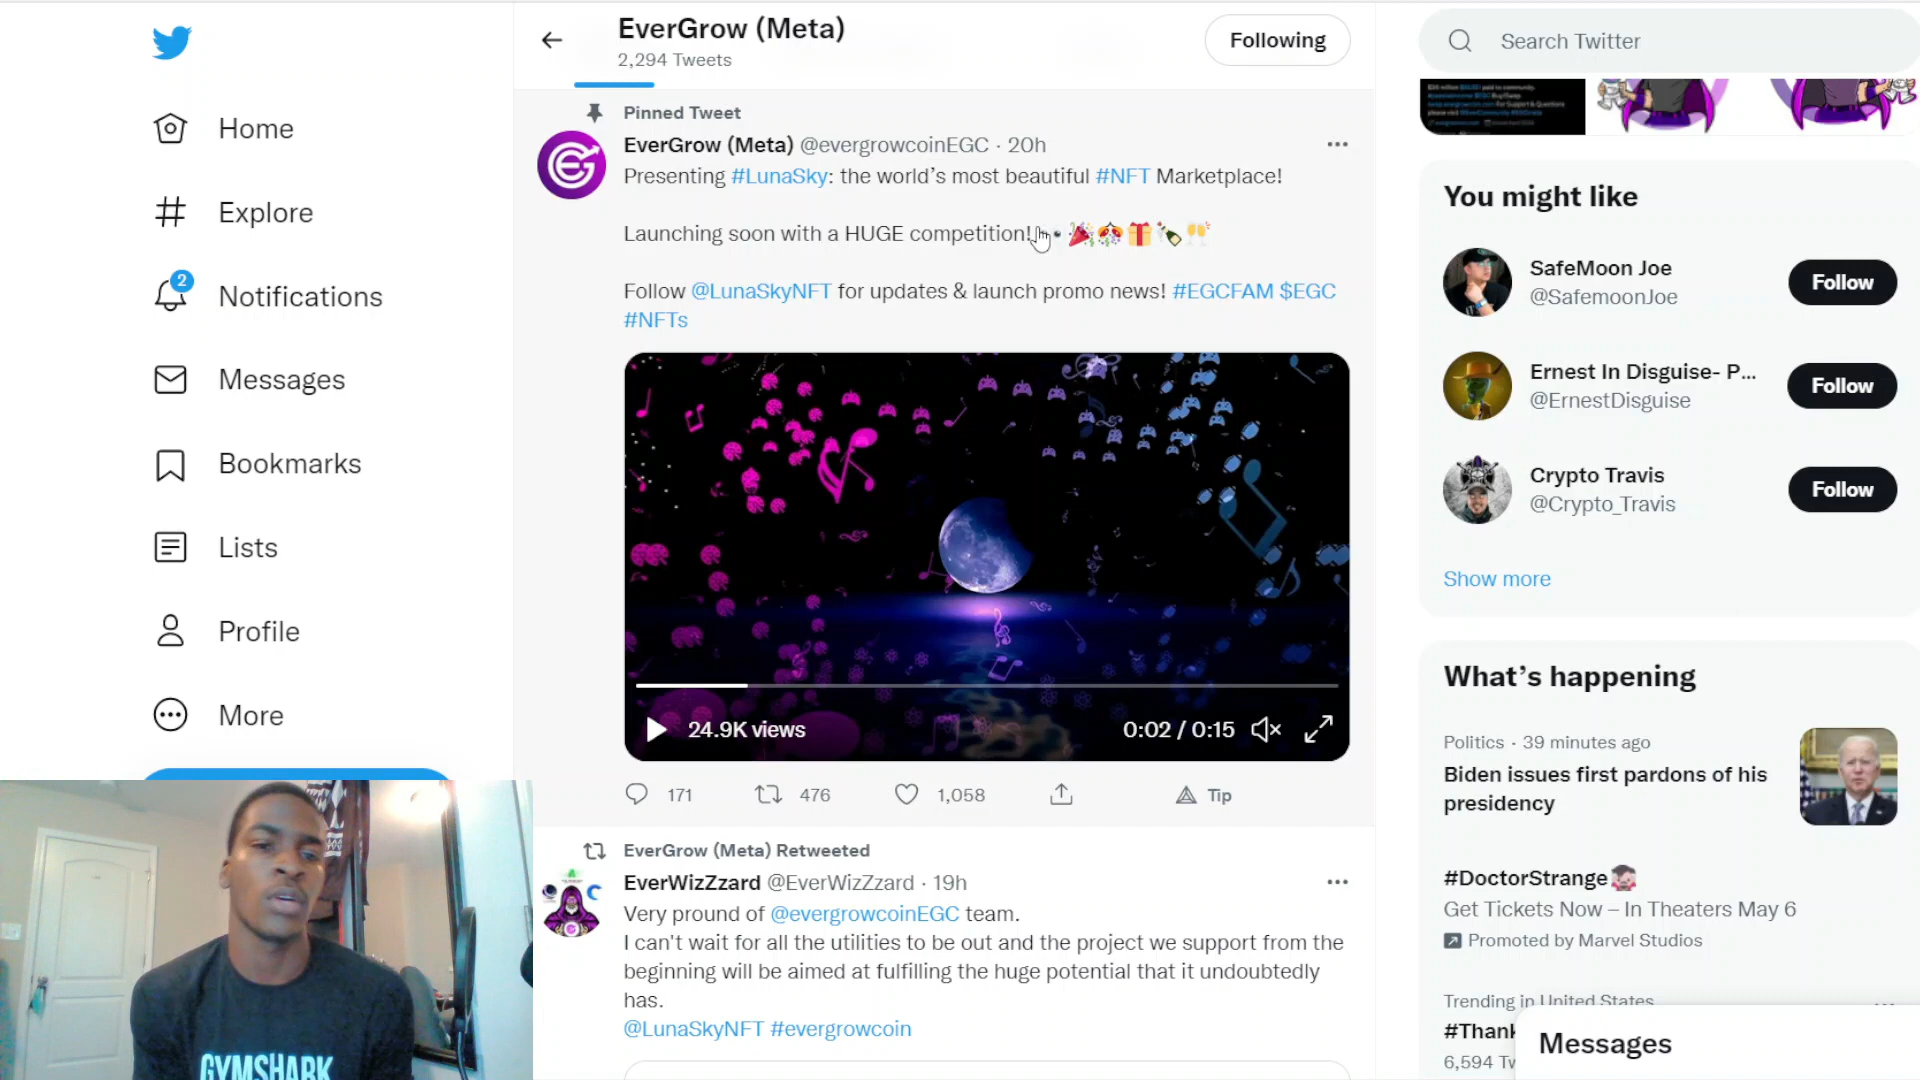 Home
Explore
2
Notifications
Messages
Bookmarks
Lists
Profile
More
GYMSHARK
EverGrow (Meta)
2,294 Tweets
Following
Pinned Tweet
EverGrow (Meta) @evergrowcoinEGC · 20h
Presenting #LunaSky: the world’s most beautiful #NFT Marketplace!
Launching soon with a HUGE competition!
Follow @LunaSkyNFT for updates & launch promo news! #EGCFAM $EGC
#NFTs
24.9K views
0:02 / 0:15
171
476
1,058
Tip
EverGrow (Meta) Retweeted
EverWizZzard @EverWizZzard · 19h
Very pround of @evergrowcoinEGC team.
I can't wait for all the utilities to be out and the project we support from the
beginning will be aimed at fulfilling the huge potential that it undoubtedly
has.
@LunaSkyNFT #evergrowcoin
Search Twitter
You might like
SafeMoon Joe
@SafemoonJoe
Follow
Ernest In Disguise- P...
@ErnestDisguise
Follow
Crypto Travis
@Crypto_Travis
Follow
Show more
What’s happening
Politics · 39 minutes ago
Biden issues first pardons of his
presidency
#DoctorStrange
Get Tickets Now – In Theaters May 6
Promoted by Marvel Studios
Trending in United States
#Thank
6,594 Tw
Messages